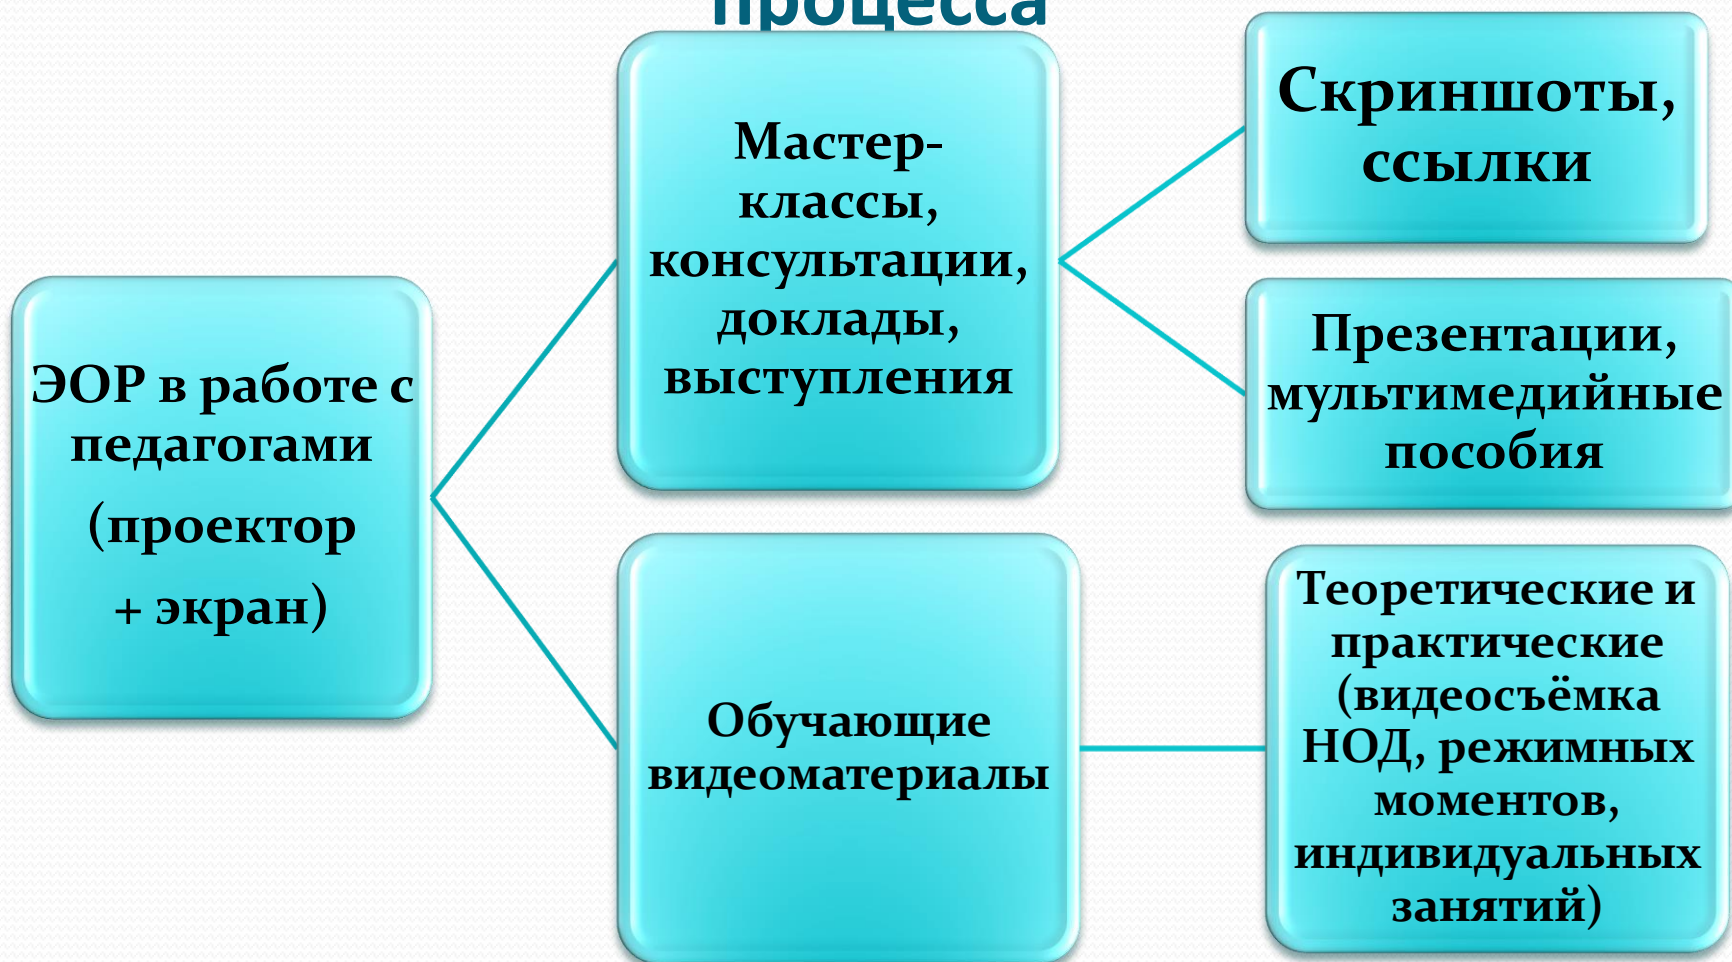 процесса
ЭОР в работе с
педагогами
(проектор
+ экран)
Мастер-
классы,
консультации,
доклады,
выступления
Скриншоты,
ссылки
Презентации,
мультимедийные
пособия
Обучающие
видеоматериалы
Теоретические и
практические
(видеосъёмка
НОД, режимных
моментов,
индивидуальных
занятий)